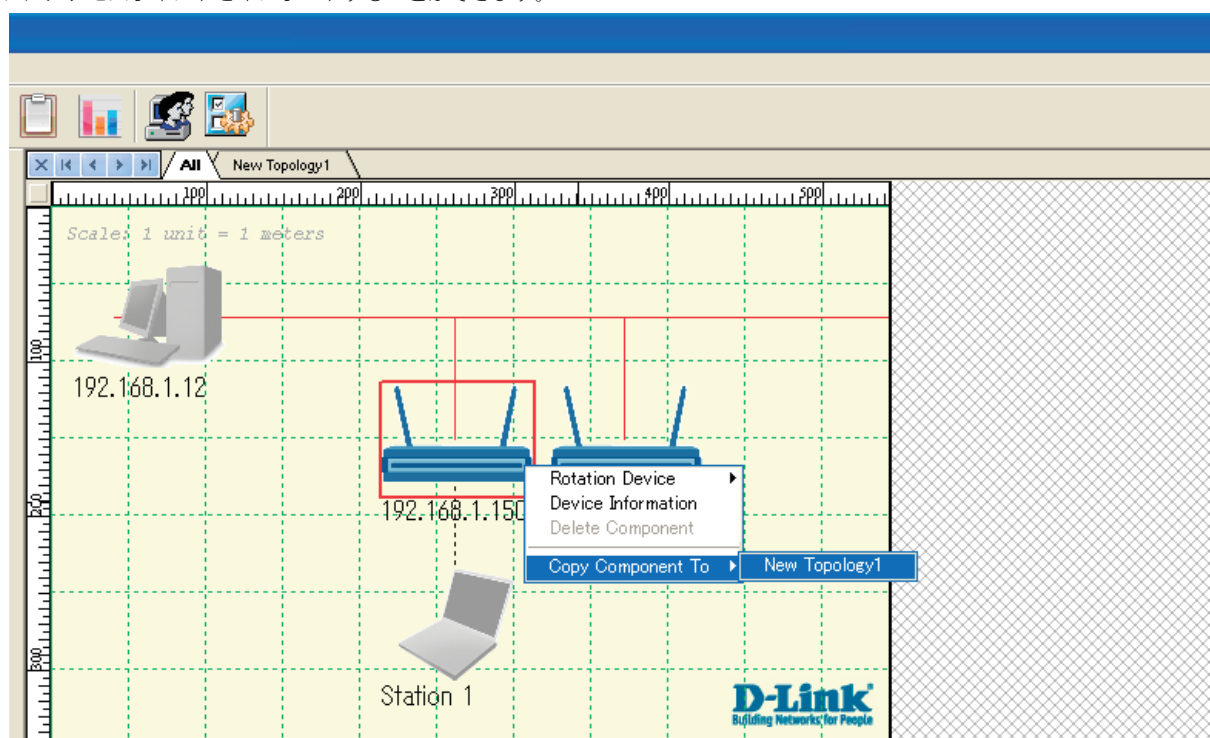 All New Topology1
100 200 300 400 500
Scale: 1 unit = 1 meters
100
192.168.1.12
200
192.168.1.150
Rotation Device
Device Information
Delete Component
Copy Component To
New Topology1
300
Station 1
D-Link
Building Networks for People